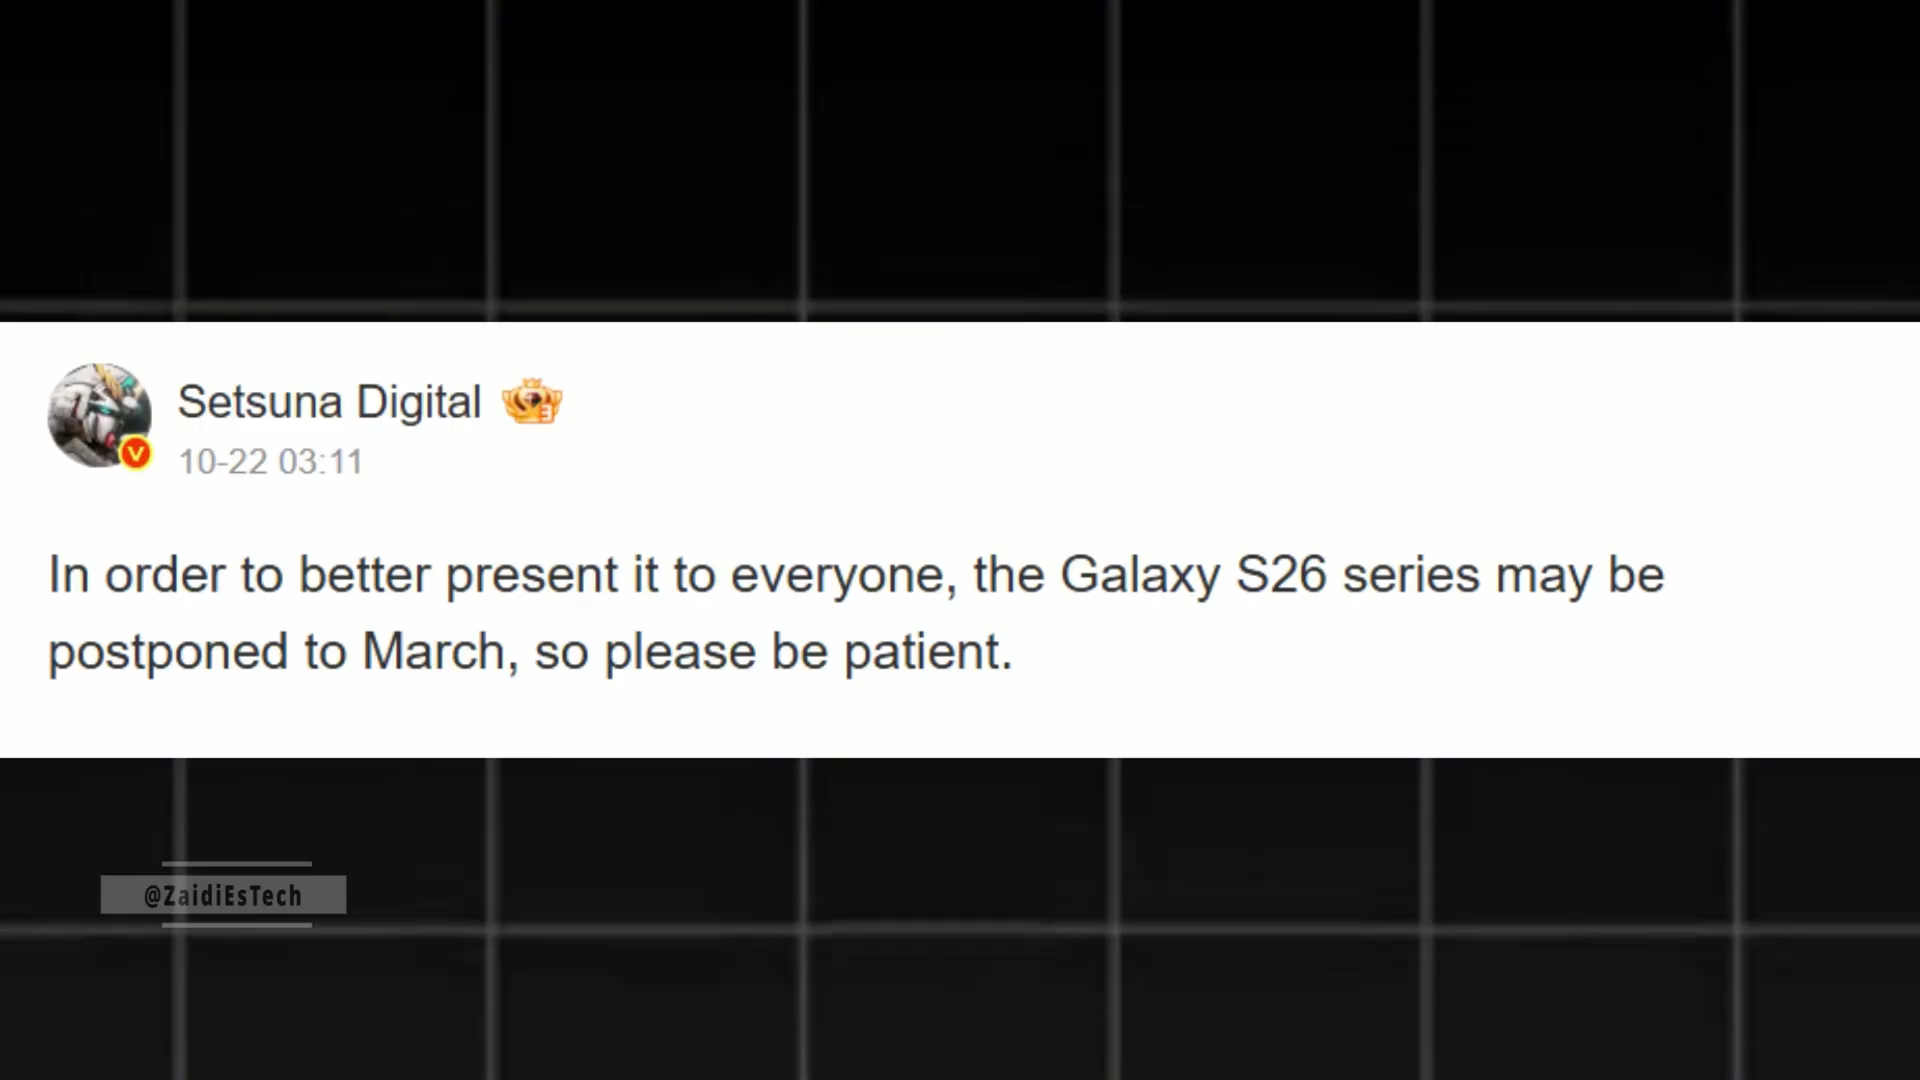 Setsuna Digital
10-22 03:11
In order to better present it to everyone, the Galaxy S26 series may be
postponed to March, so please be patient.
@ZaidiEsTech